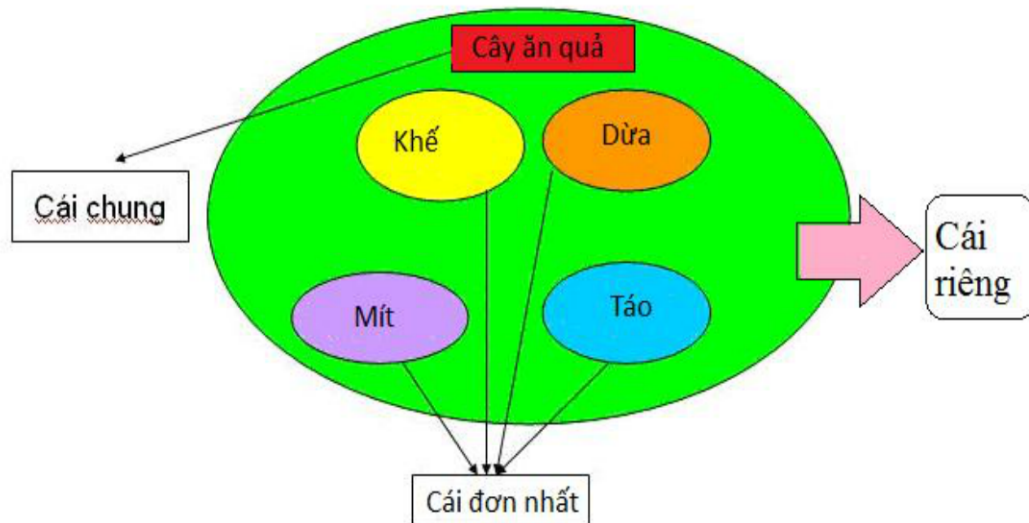 Cây ăn quả
Khế
Dừa
Cái chung
Cái
riêng
Mít
Táo
Cái đơn nhất